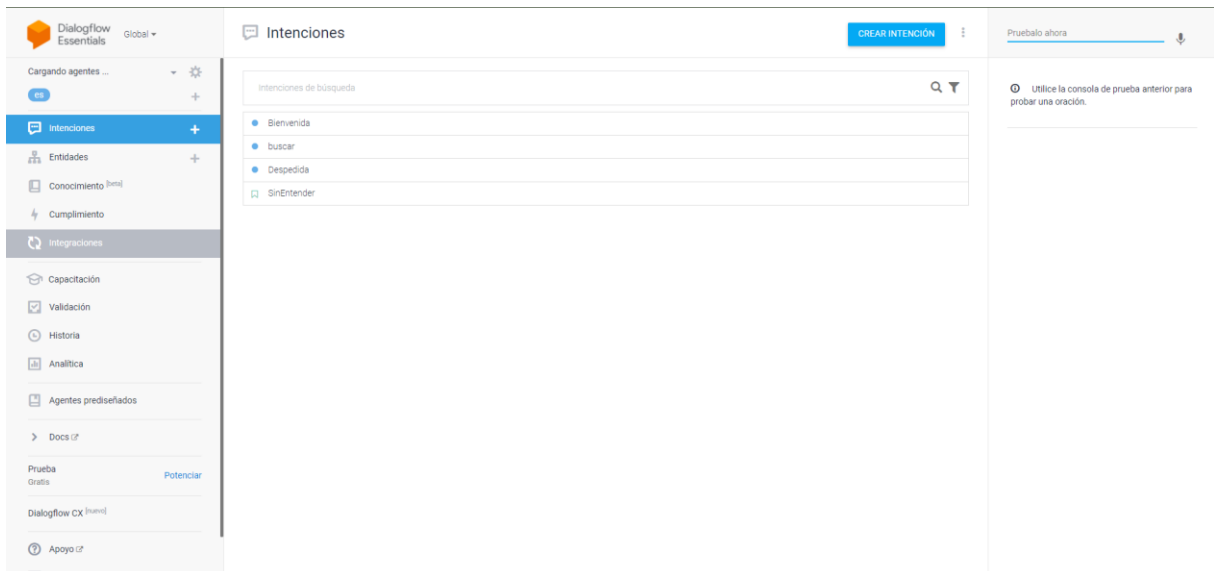 Dialogflow
Essentials
Global
Cargando agentes ...
es
Intenciones
Entidades
Conocimiento [beta]
Cumplimiento
Integraciones
Capacitación
Validación
Historia
Analítica
Agentes prediseñados
Docs
Prueba
Gratis
Potenciar
Dialogflow CX [nuevo]
Apoyo
Intenciones
CREAR INTENCIÓN
Intenciones de búsqueda
Bienvenida
buscar
Despedida
SinEntender
Pruebalo ahora
Utilice la consola de prueba anterior para
probar una oración.